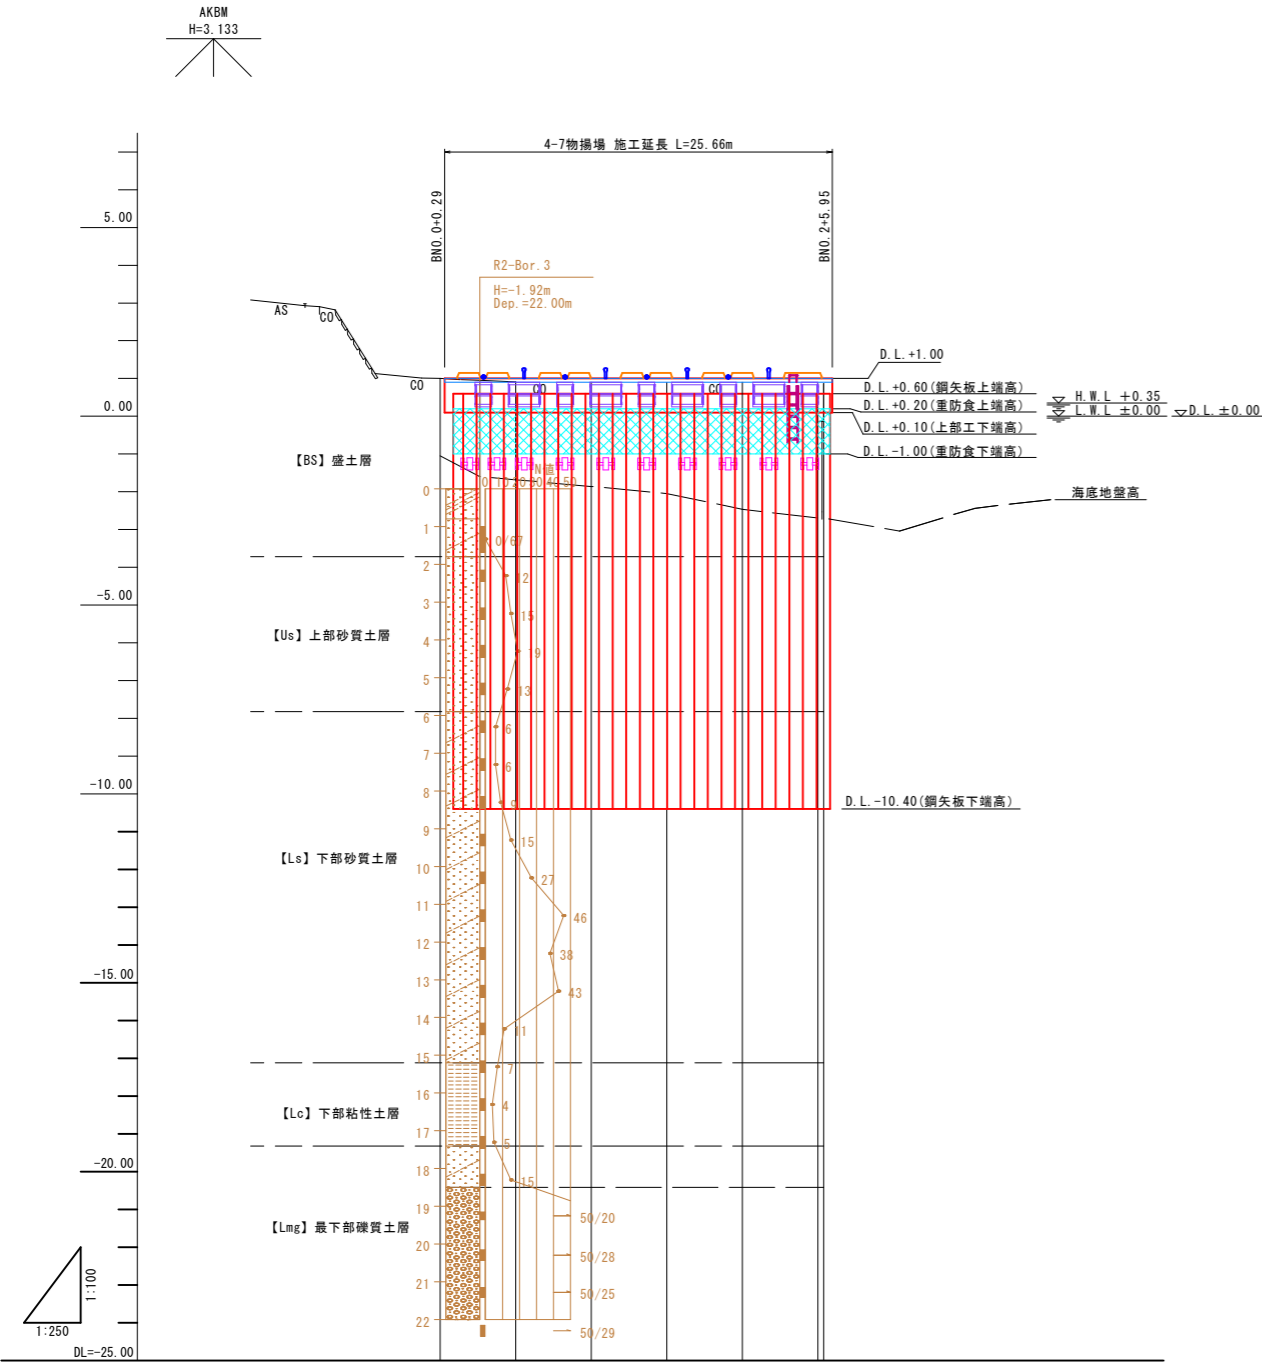 AKBM
H=3.133
4-7物揚場 施工延長 L=25.66m
BNO.0+0.29
BNO.2+5.95
5.00
0.00
-5.00
-10.00
-15.00
-20.00
DL=-25.00
R2-Bor.3
H=-1.92m
Dep.=22.00m
AS
CO
CO
CO
CO
D.L.+1.00
D.L.+0.60(鋼矢板上端高)
D.L.+0.20(重防食上端高)
D.L.+0.10(上部工下端高)
D.L.-1.00(重防食下端高)
H.W.L +0.35
L.W.L ±0.00
D.L.±0.00
海底地盤高
D.L.-10.40(鋼矢板下端高)
【BS】盛土層
【Us】上部砂質土層
【Ls】下部砂質土層
【Lc】下部粘性土層
【Lmg】最下部礫質土層
N値
0 10 20 30 40 50
0
1
2
3
4
5
6
7
8
9
10
11
12
13
14
15
16
17
18
19
20
21
22
0/67
12
15
19
13
6
6
9
15
27
46
38
43
11
7
4
5
15
50/20
50/28
50/25
50/29
1:100
1:250